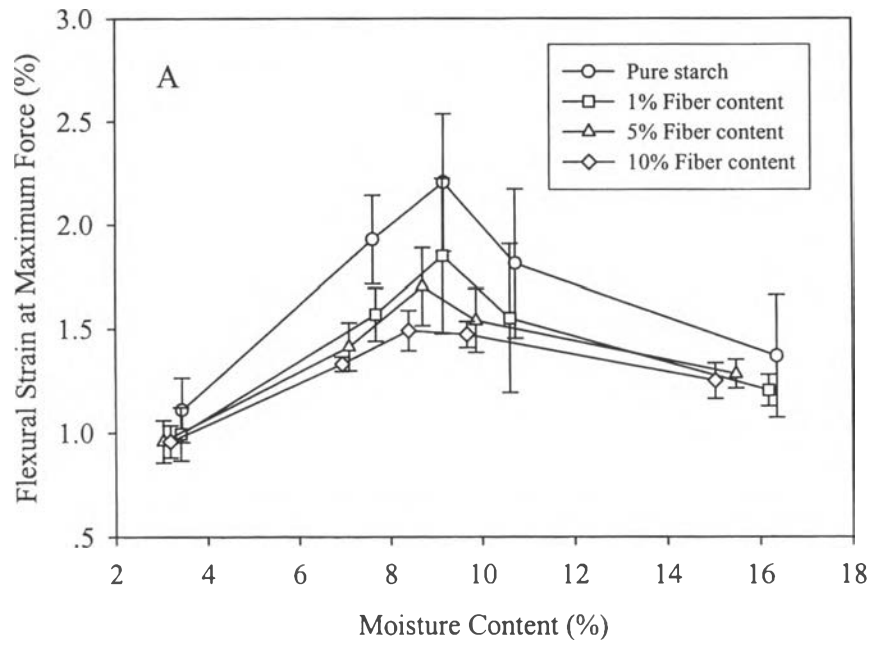 3.0
A
Pure starch
1% Fiber content
5% Fiber content
10% Fiber content
2.5
2.0
1.5
1.0
.5
Flexural Strain at Maximum Force (%)
2 4 6 8 10 12 14 16 18
Moisture Content (%)